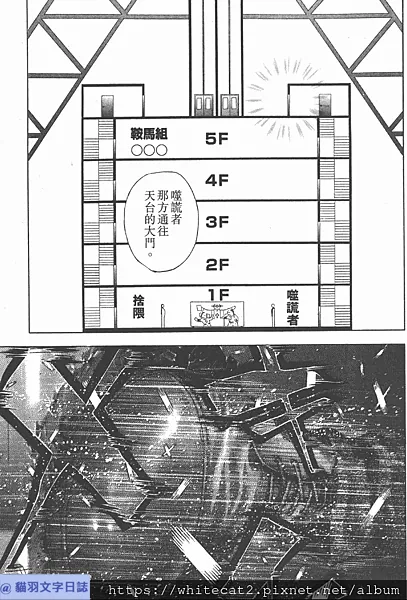 鞍馬組
○○○
5F
4F
噬謊者
那方通往
天台的大門。
3F
2F
1F
捨隈
噬謊者
@ 貓羽文字日誌
https://whitecat2.pixnet.net/album